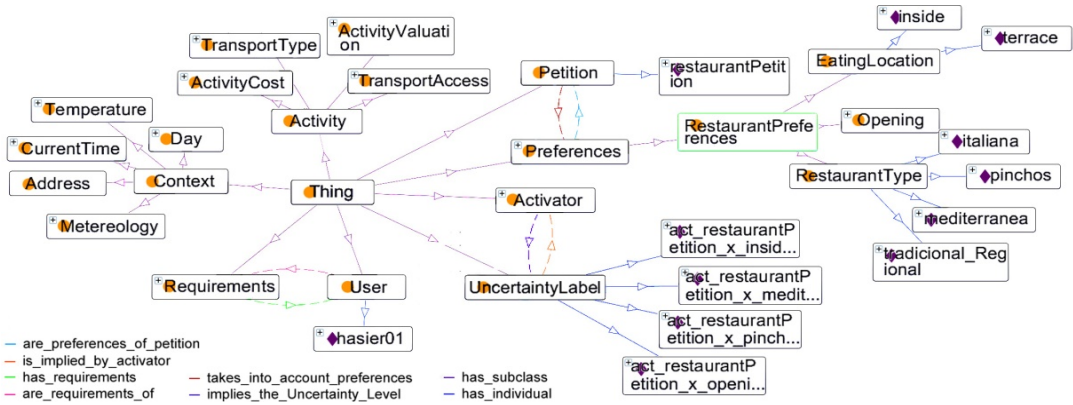 inside
terrace
ActivityValuati
on
TransportType
EatingLocation
Petition
restaurantPetit
ion
ActivityCost
TransportAccess
Temperature
Activity
RestaurantPrefe
rences
Opening
Day
italiana
CurrentTime
Preferences
RestaurantType
pinchos
Address
Context
Thing
Activator
mediterranea
Metereology
act_restaurantP
etition_x_insid...
tradicional_Reg
ional
Requirements
User
UncertaintyLabel
act_restaurantP
etition_x_medit...
hasier01
act_restaurantP
etition_x_pinch...
act_restaurantP
etition_x_openi...
are_preferences_of_petition
is_implied_by_activator
has_requirements
are_requirements_of
takes_into_account_preferences
implies_the_Uncertainty_Level
has_subclass
has_individual